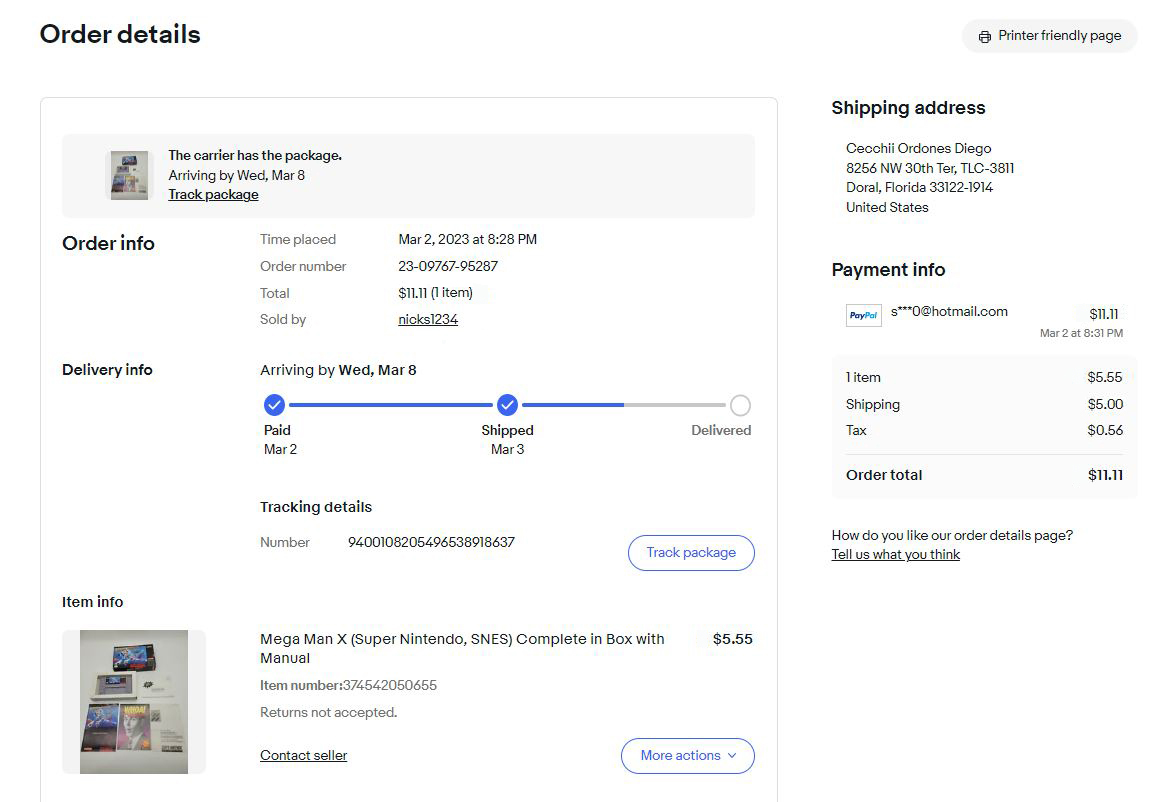 Order details
Printer friendly page
The carrier has the package.
Arriving by Wed, Mar 8
Track package
Order info
Time placed Mar 2, 2023 at 8:28 PM
Order number 23-09767-95287
Total $11.11 (1 item)
Sold by nicks1234
Delivery info
Arriving by Wed, Mar 8
Paid Shipped Delivered
Mar 2 Mar 3
Tracking details
Number 9400108205496538918637
Track package
Item info
Mega Man X (Super Nintendo, SNES) Complete in Box with $5.55
Manual
Item number:374542050655
Returns not accepted.
Contact seller
More actions
WHOA!
Shipping address
Cecchii Ordones Diego
8256 NW 30th Ter, TLC-3811
Doral, Florida 33122-1914
United States
Payment info
PayPal s***0@hotmail.com $11.11
Mar 2 at 8:31 PM
1 item $5.55
Shipping $5.00
Tax $0.56
Order total $11.11
How do you like our order details page?
Tell us what you think